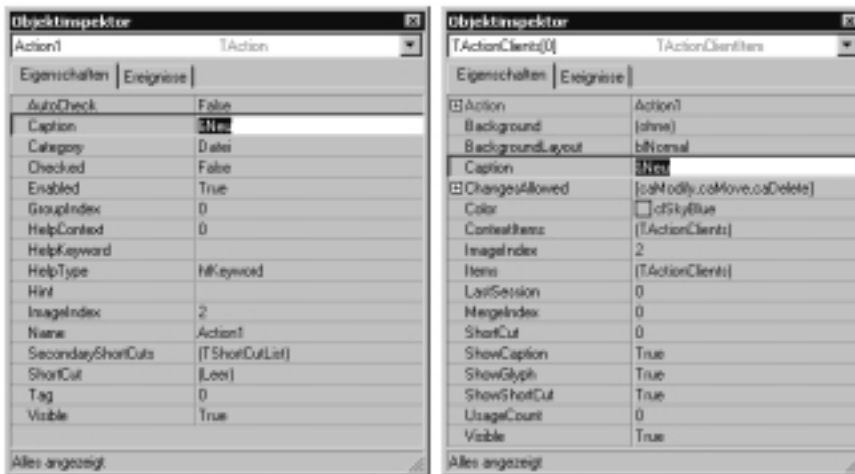 Objektinspektor
Action1 TAction
Eigenschaften Ereignisse
AutoCheck False
Caption &Neu
Category Datei
Checked False
Enabled True
GroupIndex 0
HelpContext 0
HelpKeyword
HelpType htKeyword
Hint
ImageIndex 2
Name Action1
SecondaryShortCuts (TShortCutList)
ShortCut (Leer)
Tag 0
Visible True
Alles angezeigt
Objektinspektor
TActionClients[0] TActionClientItem
Eigenschaften Ereignisse
Action Action1
Background (ohne)
BackgroundLayout blNormal
Caption &Neu
ChangesAllowed [caModify,caMove,caDelete]
Color clSkyBlue
ContextItems (TActionClients)
ImageIndex 2
Items (TActionClients)
LastSession 0
MergeIndex 0
ShortCut 0
ShowCaption True
ShowGlyph True
ShowShortCut True
UsageCount 0
Visible True
Alles angezeigt